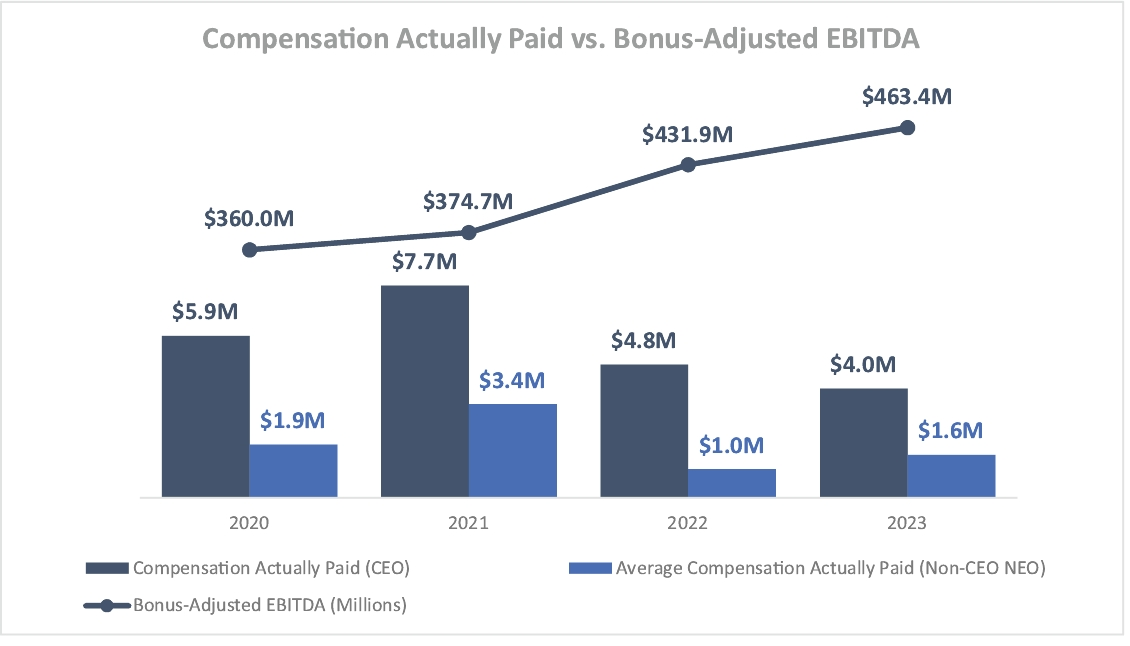 Compensation Actually Paid vs. Bonus-Adjusted EBITDA
$463.4M
$431.9M
$374.7M
$360.0M
$7.7M
$5.9M
$4.8M
$4.0M
$3.4M
$1.9M
$1.6M
$1.0M
2020 2021 2022 2023
Compensation Actually Paid (CEO) Average Compensation Actually Paid (Non-CEO NEO)
Bonus-Adjusted EBITDA (Millions)